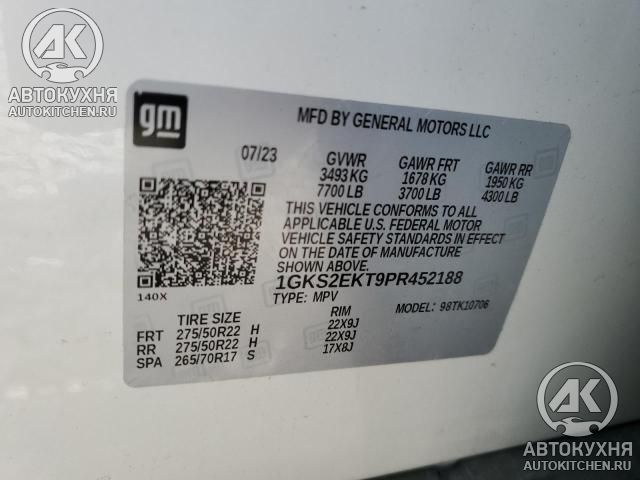 AK
АВТОКУХНЯ
AUTOKITCHEN.RU
gm
MFD BY GENERAL MOTORS LLC
07/23 GVWR GAWR FRT GAWR RR
3493 KG 1678 KG 1950 KG
7700 LB 3700 LB 4300 LB
THIS VEHICLE CONFORMS TO ALL
APPLICABLE U.S. FEDERAL MOTOR
VEHICLE SAFETY STANDARDS IN EFFECT
ON THE DATE OF MANUFACTURE
SHOWN ABOVE.
1GKS2EKT9PR452188
140X
TYPE: MPV 98TK10706
TIRE SIZE RIM
FRT 275/50R22 H 22X9J
RR 275/50R22 H 22X9J
SPA 265/70R17 S 17X8J
AK
АВТОКУХНЯ
AUTOKITCHEN.RU